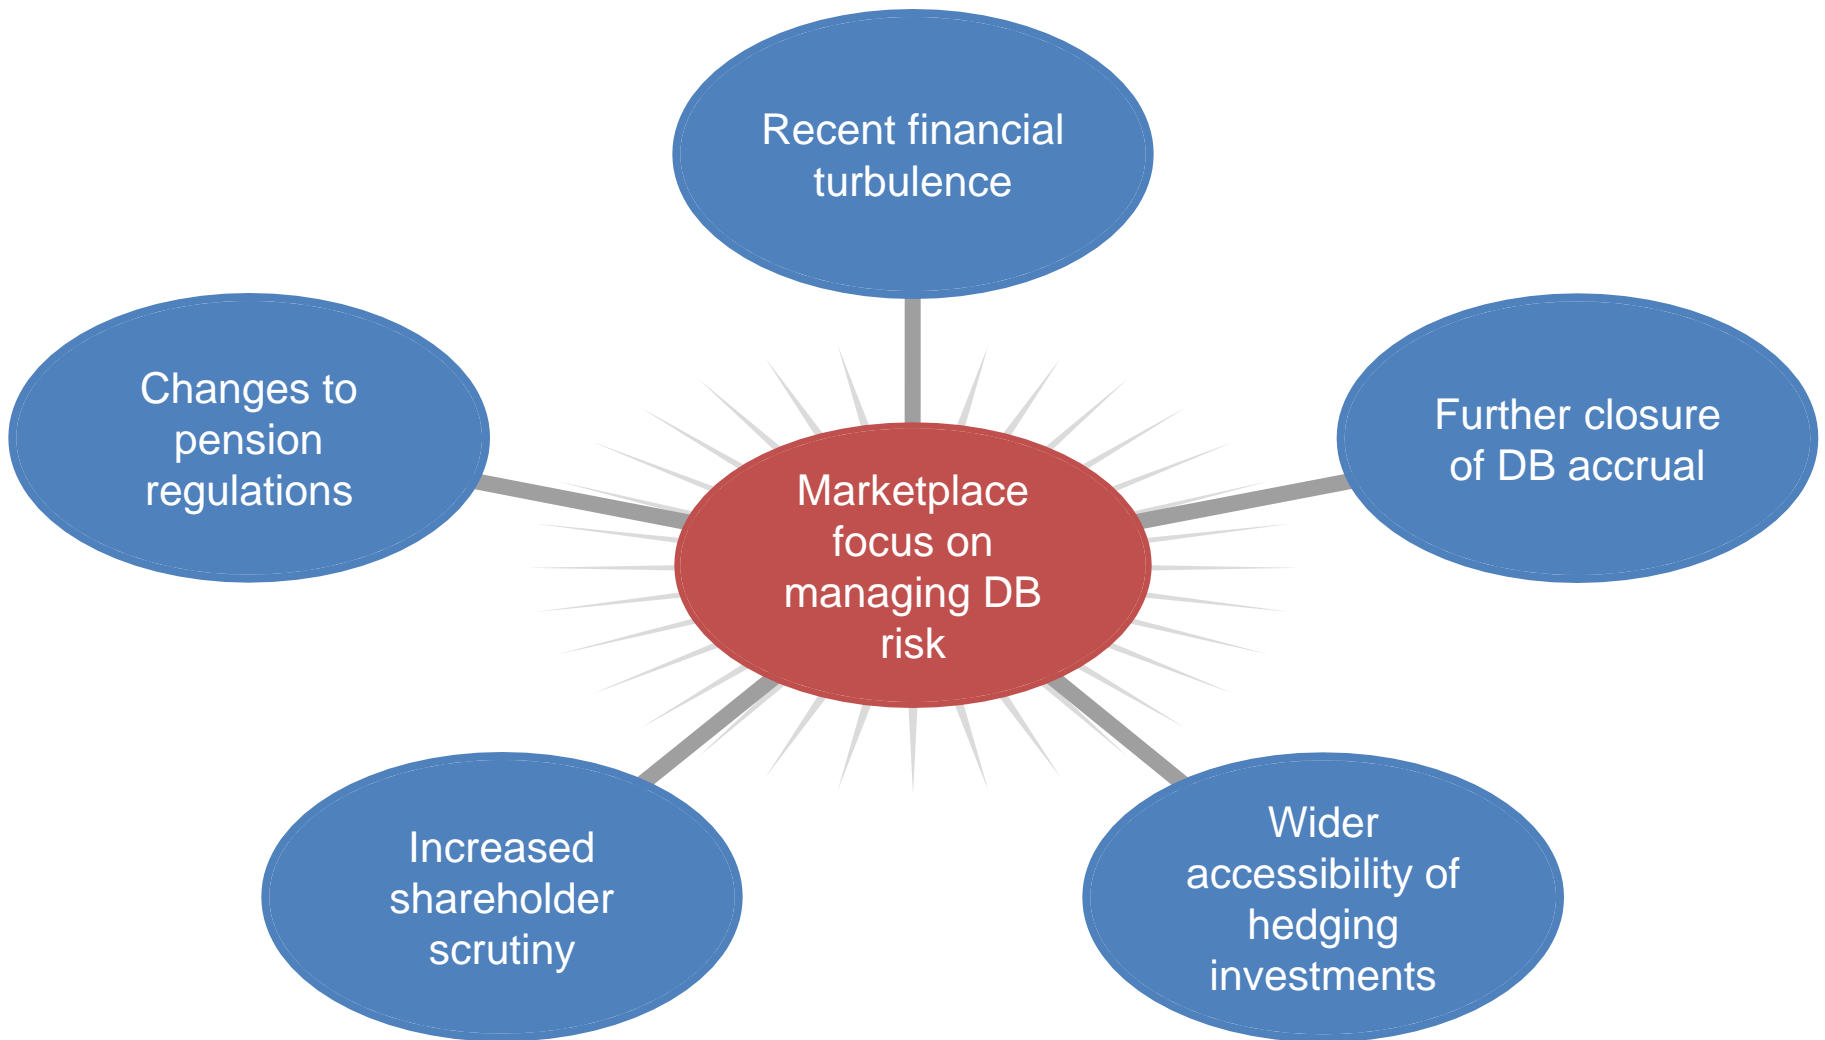 Recent financial
turbulence
Changes to
pension
regulations
Further closure
of DB accrual
Marketplace
focus on
managing DB
risk
Increased
shareholder
scrutiny
Wider
accessibility of
hedging
investments